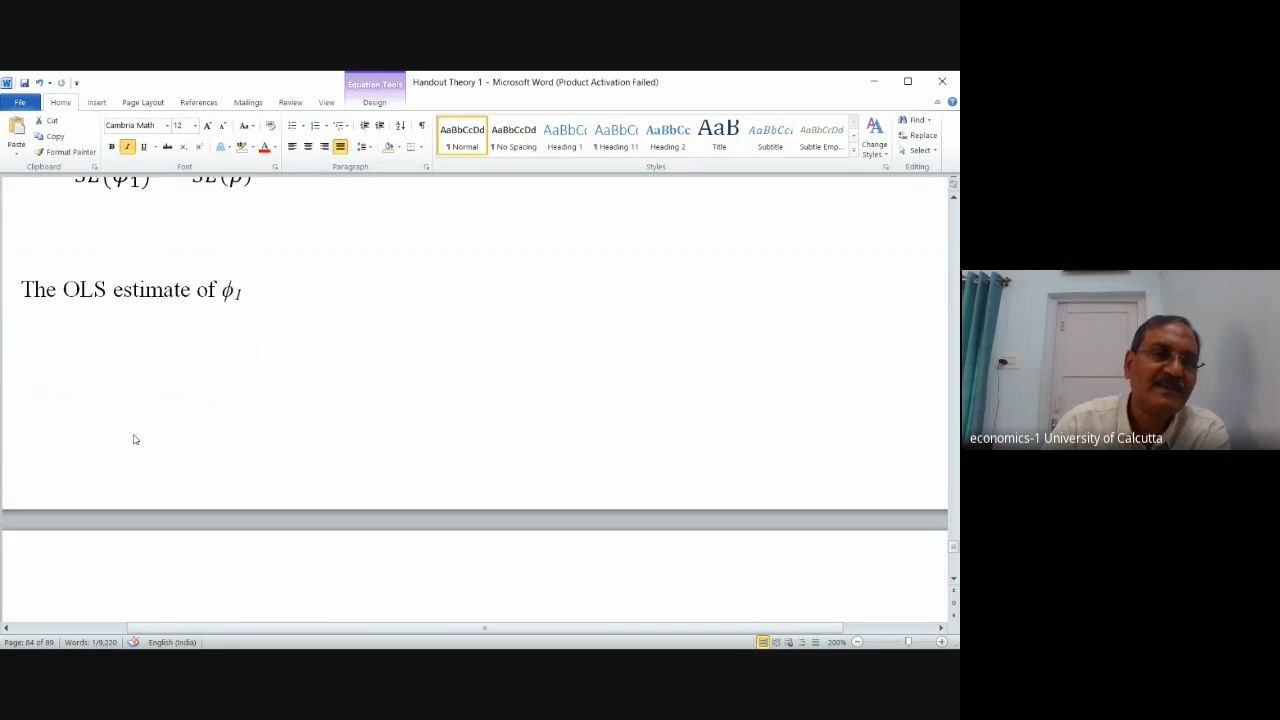 Equation Tools
Handout Theory 1 - Microsoft Word (Product Activation Failed)
File Home Insert Page Layout References Mailings Review View Design
Paste
Cut
Copy
Format Painter
Clipboard
Cambria Math 12
Font
Paragraph
AaBbCcDd AaBbCcDd AaBbC AaBbC AaBbCc AaB AaBbCcI AaBbCcDd
¶ Normal ¶ No Spacing Heading 1 ¶ Heading 11 Heading 2 Title Subtitle Subtle Emp...
Styles
Change Styles
Find
Replace
Select
Editing
The OLS estimate of ϕ1
economics-1 University of Calcutta
Page: 84 of 89 Words: 1/9,220 English (India) 200%